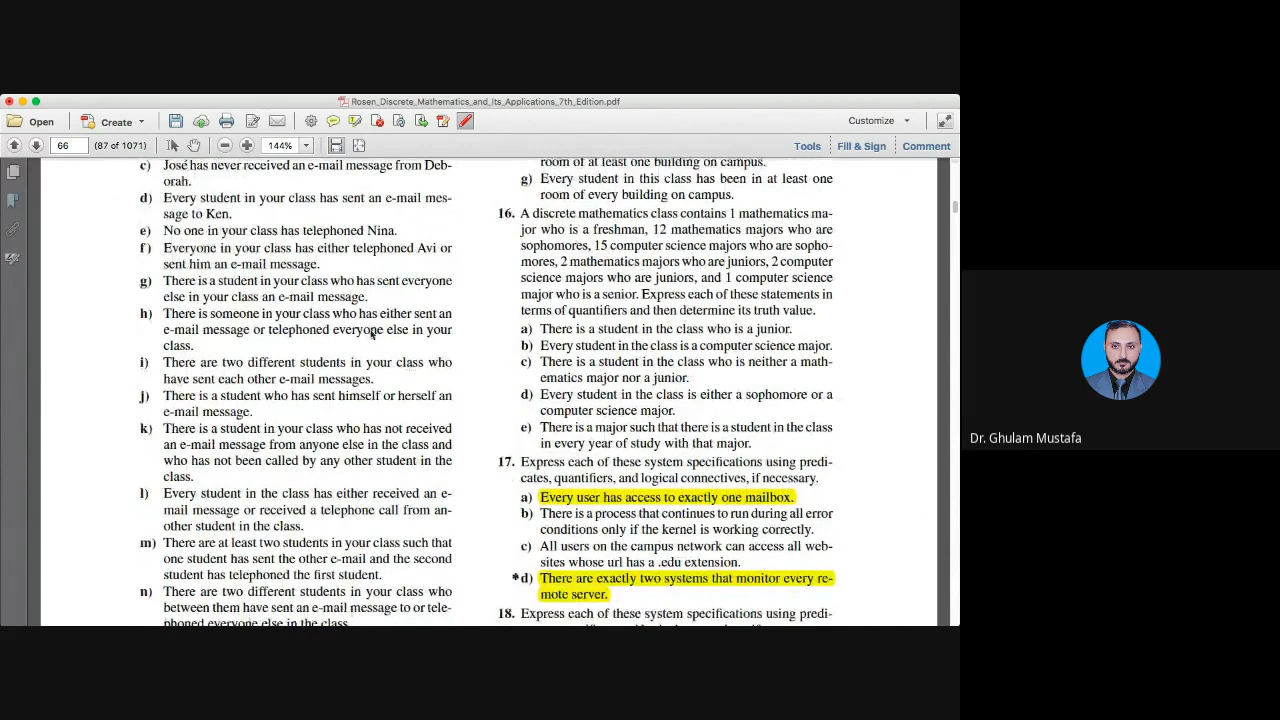 Rosen_Discrete_Mathematics_and_Its_Applications_7th_Edition.pdf
Open
Create
Customize
66
(87 of 1071)
144%
Tools
Fill & Sign
Comment
c) José has never received an e-mail message from Deb-
orah.
d) Every student in your class has sent an e-mail mes-
sage to Ken.
e) No one in your class has telephoned Nina.
f) Everyone in your class has either telephoned Avi or
sent him an e-mail message.
g) There is a student in your class who has sent everyone
else in your class an e-mail message.
h) There is someone in your class who has either sent an
e-mail message or telephoned everyone else in your
class.
i) There are two different students in your class who
have sent each other e-mail messages.
j) There is a student who has sent himself or herself an
e-mail message.
k) There is a student in your class who has not received
an e-mail message from anyone else in the class and
who has not been called by any other student in the
class.
l) Every student in the class has either received an e-
mail message or received a telephone call from an-
other student in the class.
m) There are at least two students in your class such that
one student has sent the other e-mail and the second
student has telephoned the first student.
n) There are two different students in your class who
between them have sent an e-mail message to or tele-
phoned everyone else in the class.
room of at least one building on campus.
g) Every student in this class has been in at least one
room of every building on campus.
16. A discrete mathematics class contains 1 mathematics ma-
jor who is a freshman, 12 mathematics majors who are
sophomores, 15 computer science majors who are sopho-
mores, 2 mathematics majors who are juniors, 2 computer
science majors who are juniors, and 1 computer science
major who is a senior. Express each of these statements in
terms of quantifiers and then determine its truth value.
a) There is a student in the class who is a junior.
b) Every student in the class is a computer science major.
c) There is a student in the class who is neither a math-
ematics major nor a junior.
d) Every student in the class is either a sophomore or a
computer science major.
e) There is a major such that there is a student in the class
in every year of study with that major.
17. Express each of these system specifications using predi-
cates, quantifiers, and logical connectives, if necessary.
a) Every user has access to exactly one mailbox.
b) There is a process that continues to run during all error
conditions only if the kernel is working correctly.
c) All users on the campus network can access all web-
sites whose url has a .edu extension.
*d) There are exactly two systems that monitor every re-
mote server.
18. Express each of these system specifications using predi-
Dr. Ghulam Mustafa